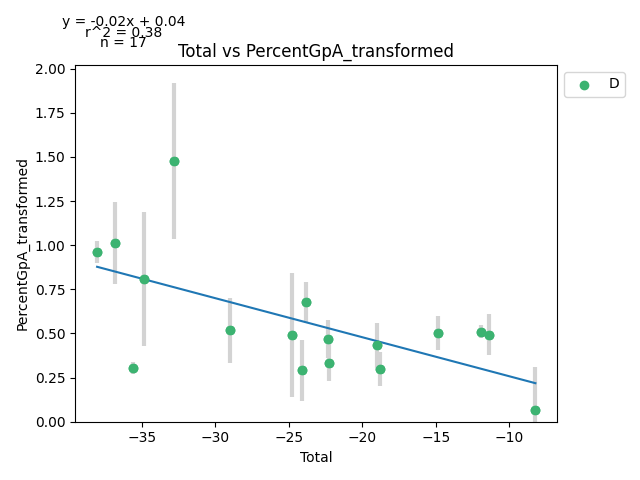 y = -0.02x + 0.04
r^2 = 0.38
n = 17
Total vs PercentGpA_transformed
D
2.00
1.75
1.50
1.25
1.00
0.75
0.50
0.25
0.00
PercentGpA_transformed
−35
−30
−25
−20
−15
−10
Total